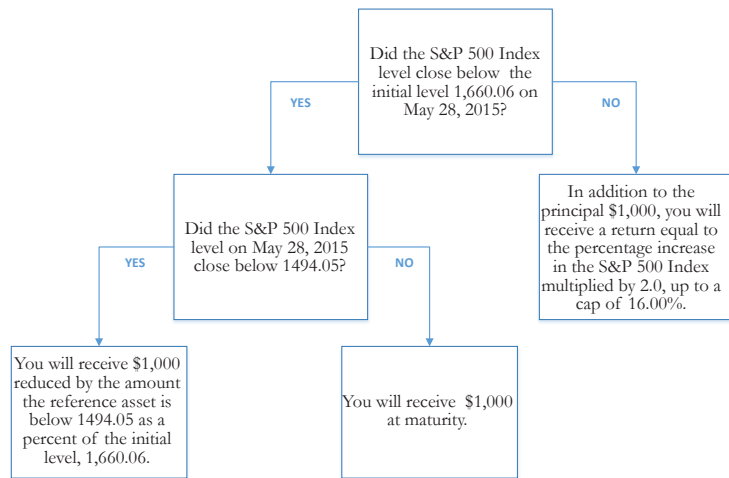 Did the S&P 500 Index
level close below the
initial level 1,660.06 on
May 28, 2015?
YES
NO
Did the S&P 500 Index
level on May 28, 2015
close below 1494.05?
In addition to the
principal $1,000, you will
receive a return equal to
the percentage increase
in the S&P 500 Index
multiplied by 2.0, up to a
cap of 16.00%.
YES
NO
You will receive $1,000
reduced by the amount
the reference asset is
below 1494.05 as a
percent of the initial
level, 1,660.06.
You will receive $1,000
at maturity.